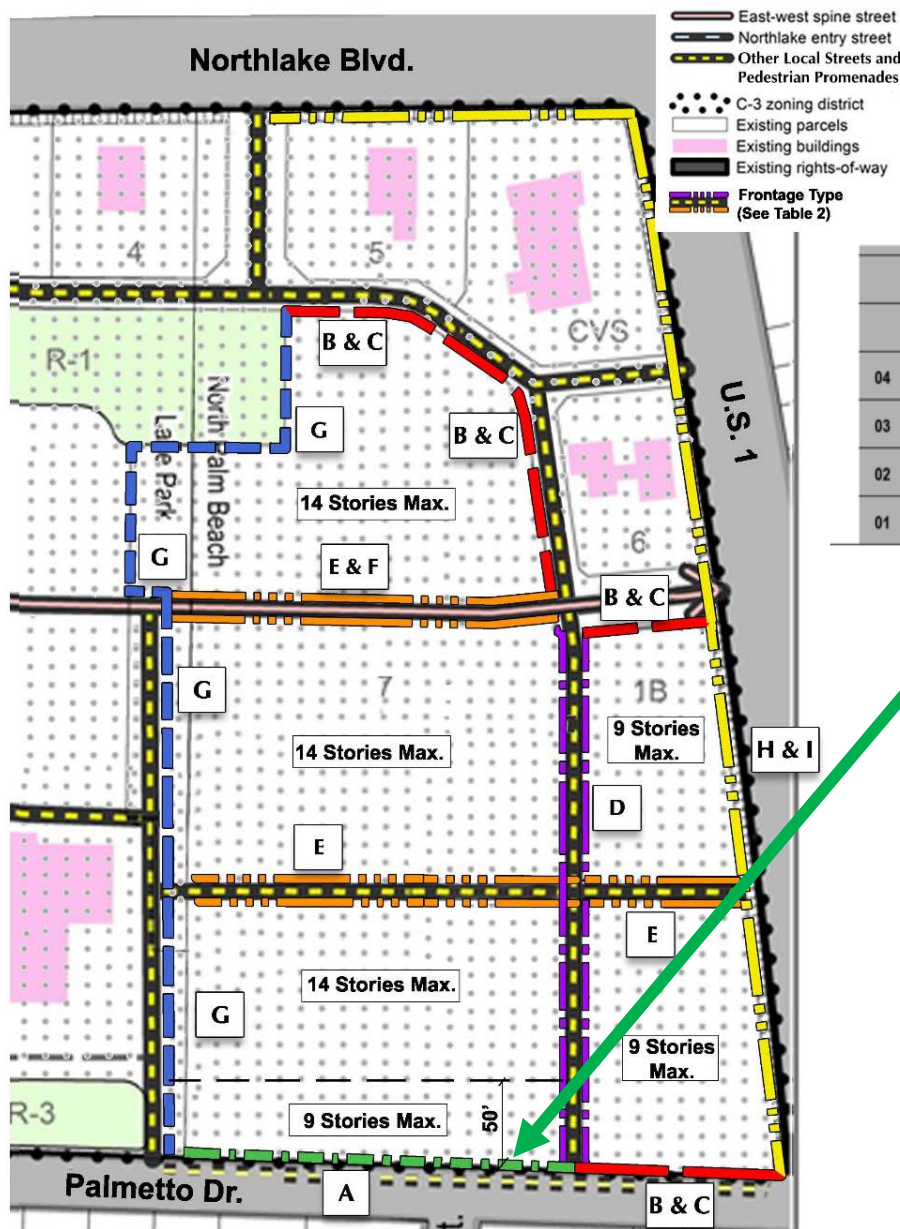 Northlake Blvd.
East-west spine street
Northlake entry street
Other Local Streets and
Pedestrian Promenades
C-3 zoning district
Existing parcels
Existing buildings
Existing rights-of-way
Frontage Type
(See Table 2)
4
5
CVS
B & C
R-1
Lake Park
North Palm Beach
G
B & C
U.S. 1
04
03
02
01
14 Stories Max.
6
G
E & F
B & C
G
7
1B
14 Stories Max.
9 Stories
Max.
H & I
D
E
E
14 Stories Max.
G
9 Stories
Max.
R-3
9 Stories Max.
50'
Palmetto Dr.
A
B & C
t.